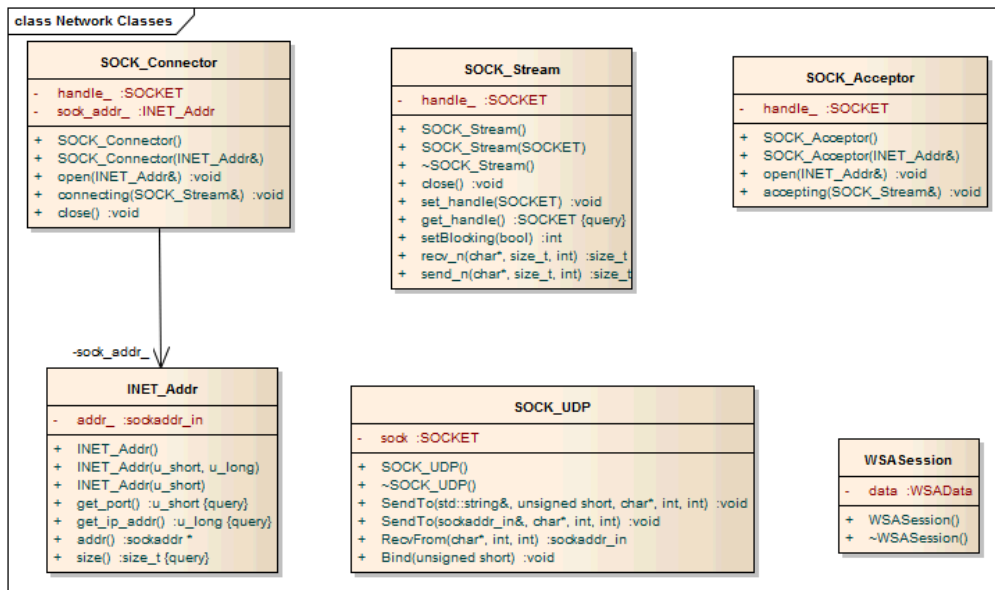 class Network Classes
SOCK_Connector
- handle_ :SOCKET
- sock_addr_ :INET_Addr
+ SOCK_Connector()
+ SOCK_Connector(INET_Addr&)
+ open(INET_Addr&) :void
+ connecting(SOCK_Stream&) :void
+ close() :void
SOCK_Stream
- handle_ :SOCKET
+ SOCK_Stream()
+ SOCK_Stream(SOCKET)
+ ~SOCK_Stream()
+ close() :void
+ set_handle(SOCKET) :void
+ get_handle() :SOCKET {query}
+ setBlocking(bool) :int
+ recv_n(char*, size_t, int) :size_t
+ send_n(char*, size_t, int) :size_t
SOCK_Acceptor
- handle_ :SOCKET
+ SOCK_Acceptor()
+ SOCK_Acceptor(INET_Addr&)
+ open(INET_Addr&) :void
+ accepting(SOCK_Stream&) :void
-sock_addr_
INET_Addr
- addr_ :sockaddr_in
+ INET_Addr()
+ INET_Addr(u_short, u_long)
+ INET_Addr(u_short)
+ get_port() :u_short {query}
+ get_ip_addr() :u_long {query}
+ addr() :sockaddr *
+ size() :size_t {query}
SOCK_UDP
- sock :SOCKET
+ SOCK_UDP()
+ ~SOCK_UDP()
+ SendTo(std::string&, unsigned short, char*, int, int) :void
+ SendTo(sockaddr_in&, char*, int, int) :void
+ RecvFrom(char*, int, int) :sockaddr_in
+ Bind(unsigned short) :void
WSASession
- data :WSAData
+ WSASession()
+ ~WSASession()